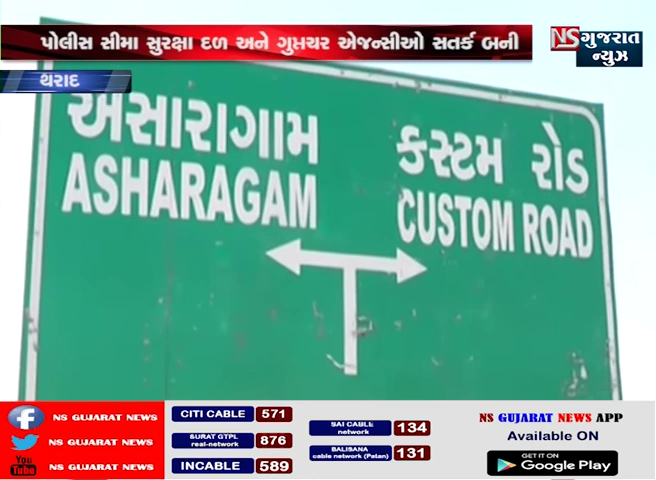 પોલીસ સીમા સુરક્ષા દળ અને ગુપ્તચર એજન્સીઓ સતર્ક બની
NS ગુજરાત
ન્યુઝ
થરાદ
અસારાગામ
ASHARAGAM
કસ્ટમ રોડ
CUSTOM ROAD
NS GUJARAT NEWS
NS GUJARAT NEWS
You Tube NS GUJARAT NEWS
CITI CABLE 571
SURAT GTPL
real-network 876
INCABLE 589
SAI CABLE
network 134
BALISANA
cable network (Patan) 131
NS GUJARAT NEWS APP
Available ON
GET IT ON
Google Play